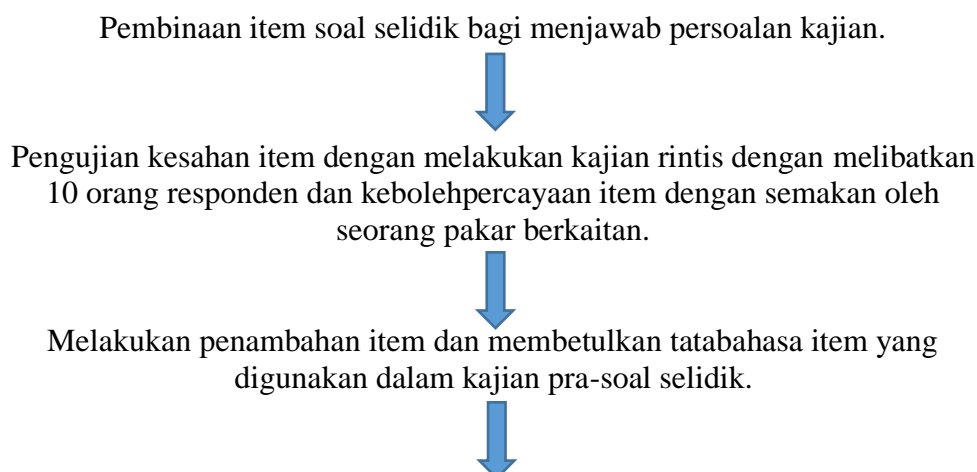 Pembinaan item soal selidik bagi menjawab persoalan kajian.
Pengujian kesahan item dengan melakukan kajian rintis dengan melibatkan
10 orang responden dan kebolehpercayaan item dengan semakan oleh
seorang pakar berkaitan.
Melakukan penambahan item dan membetulkan tatabahasa item yang
digunakan dalam kajian pra-soal selidik.